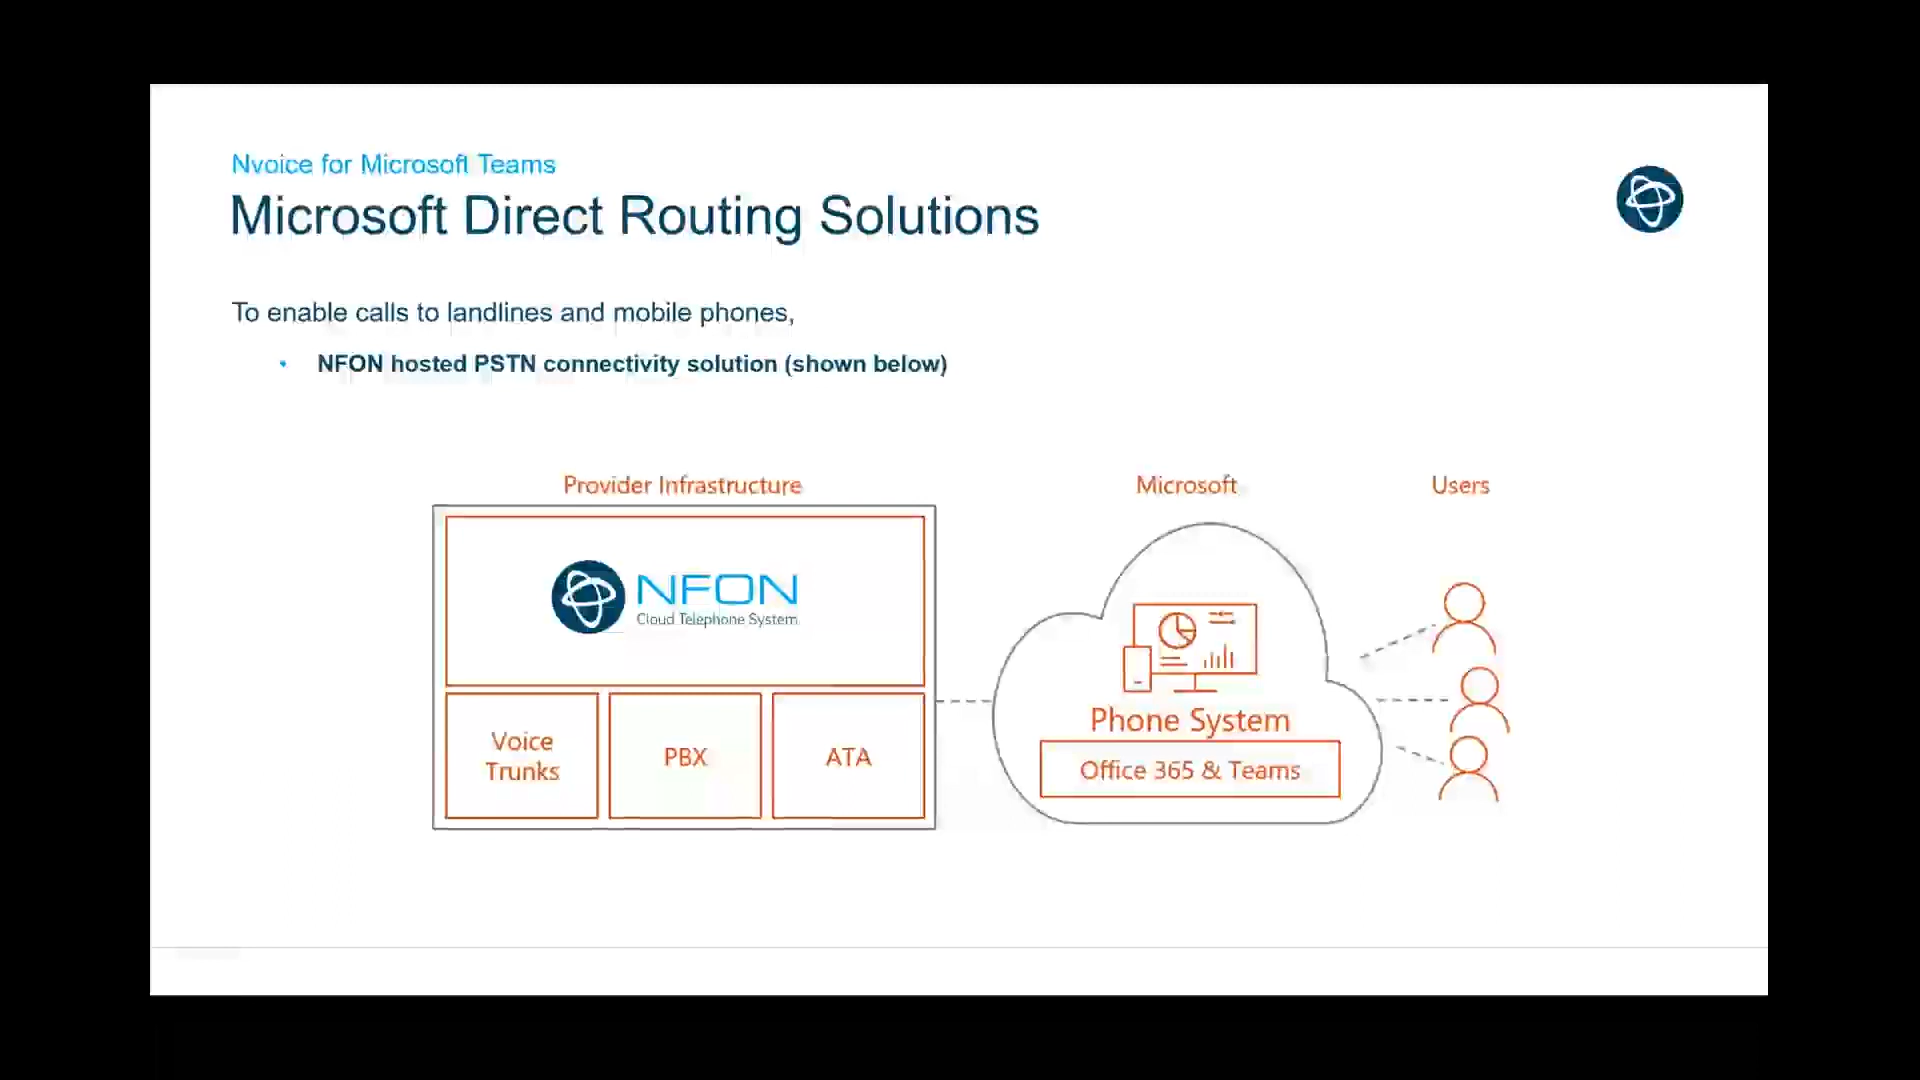 Nvoice for Microsoft Teams
Microsoft Direct Routing Solutions
To enable calls to landlines and mobile phones,
• NFON hosted PSTN connectivity solution (shown below)
Provider Infrastructure
Microsoft
Users
NFON
Cloud Telephone System
Phone System
Voice
Trunks
PBX
ATA
Office 365 & Teams